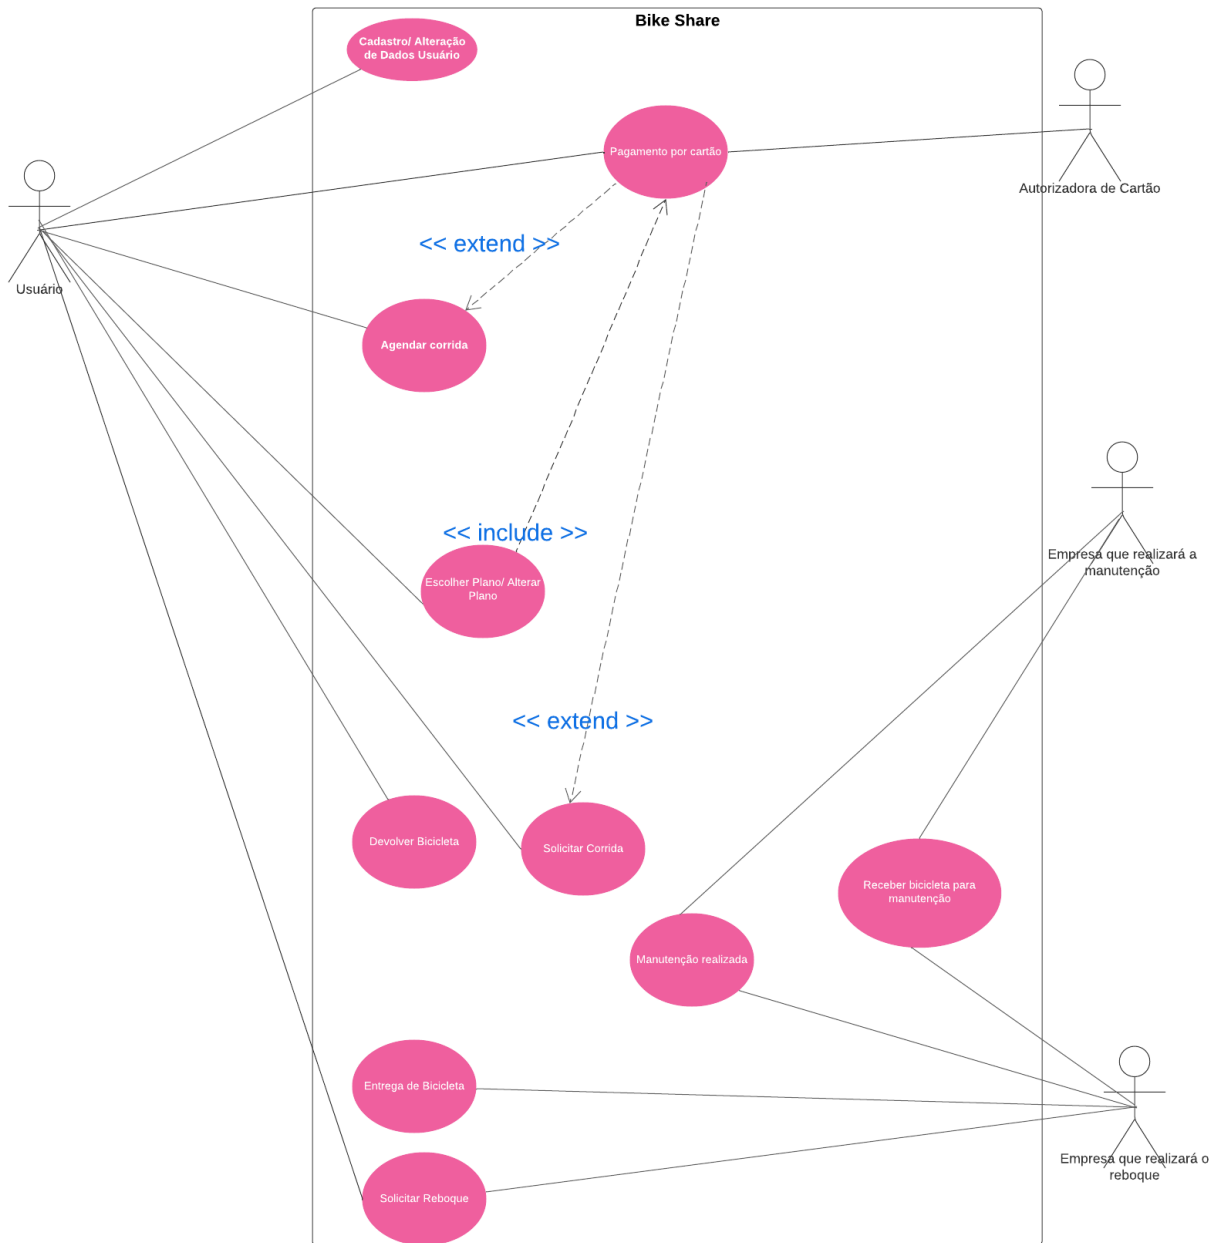 Bike Share
Cadastro/ Alteração
de Dados Usuário
Pagamento por cartão
Autorizadora de Cartão
<< extend >>
Usuário
Agendar corrida
<< include >>
Empresa que realizará a
manutenção
Escolher Plano/ Alterar
Plano
<< extend >>
Devolver Bicicleta
Solicitar Corrida
Receber bicicleta para
manutenção
Manutenção realizada
Entrega de Bicicleta
Empresa que realizará o
reboque
Solicitar Reboque